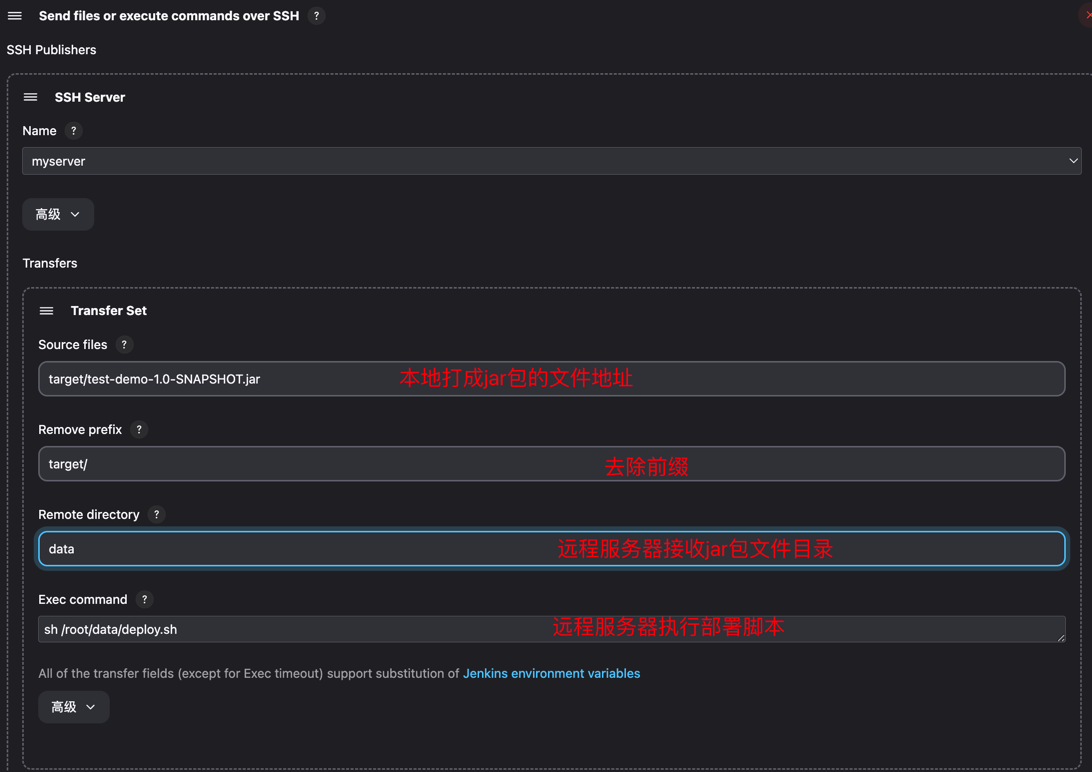 Send files or execute commands over SSH ?
SSH Publishers
SSH Server
Name ?
myserver
高级
Transfers
Transfer Set
Source files ?
target/test-demo-1.0-SNAPSHOT.jar 本地打成jar包的文件地址
Remove prefix ?
target/ 去除前缀
Remote directory ?
data 远程服务器接收jar包文件目录
Exec command ?
sh /root/data/deploy.sh 远程服务器执行部署脚本
All of the transfer fields (except for Exec timeout) support substitution of Jenkins environment variables
高级